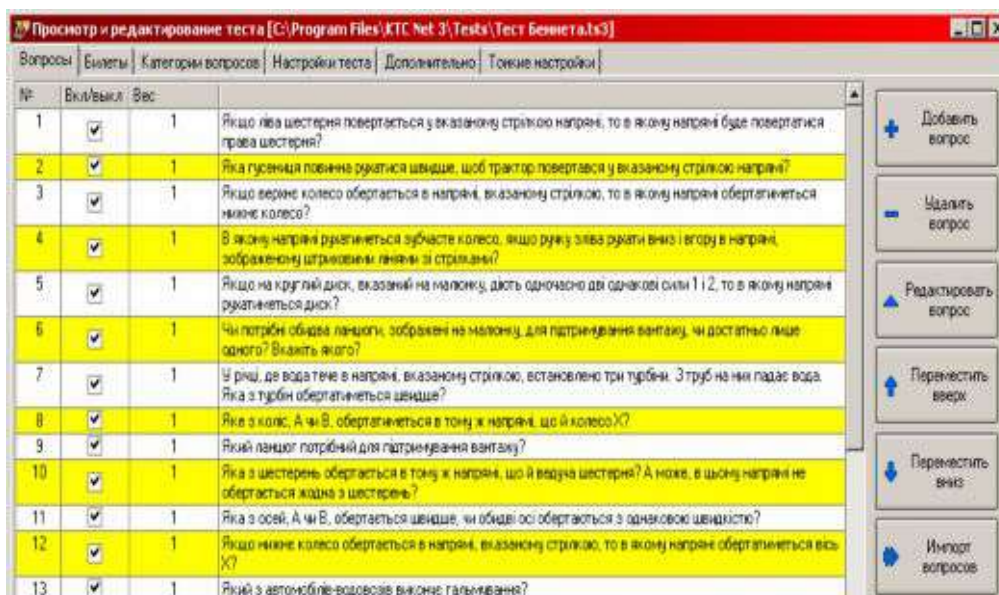 Просмотр и редактирование теста [C:\Program Files\KTC Net 3\Tests\Тест Беннета.ts3]
Вопросы Билеты Категории вопросов Настройки теста Дополнительно Тонкие настройки
№ Вкл/выкл Вес
1 1 Якщо ліва шестерня повертається у вказаному стрілкою напрямі, то в якому напрямі буде повертатися
права шестерня?
2 1 Яка гусениця повинна рухатися швидше, щоб трактор повертався у вказаному стрілкою напрямі?
3 1 Якщо верхнє колесо обертається в напрямі, вказаному стрілкою, то в якому напрямі обертатиметься
нижнє колесо?
4 1 В якому напрямі рухатиметься зубчасте колесо, якщо ручку зліва рухати вниз і вгору в напрямі,
зображеному штриховими лініями зі стрілками?
5 1 Якщо на круглий диск, вказаний на малюнку, діють одночасно дві однакові сили 1 і 2, то в якому напрямі
рухатиметься диск?
6 1 Чи потрібні обидва ланцюги, зображені на малюнку, для підтримування вантажу, чи достатньо лише
одного? Вкажіть якого?
7 1 У річці, де вода тече в напрямі, вказаному стрілкою, встановлено три турбіни. З труб на них падає вода.
Яка з турбін обертатиметься швидше?
8 1 Яке з коліс, А чи В, обертатиметься в тому ж напрямі, що й колесо X?
9 1 Який ланцюг потрібний для підтримування вантажу?
10 1 Яка з шестерень обертається в тому ж напрямі, що й ведуча шестерня? А може, в цьому напрямі не
обертається жодна з шестерень?
11 1 Яка з осей, А чи В, обертається швидше, чи обидві осі обертаються з однаковою швидкістю?
12 1 Якщо нижнє колесо обертається в напрямі, вказаному стрілкою, то в якому напрямі обертатиметься вісь
X?
13 1 Який з автомобілів-водовозів виконує гальмування?
Добавить
вопрос
Удалить
вопрос
Редактировать
вопрос
Переместить
вверх
Переместить
вниз
Импорт
вопросов